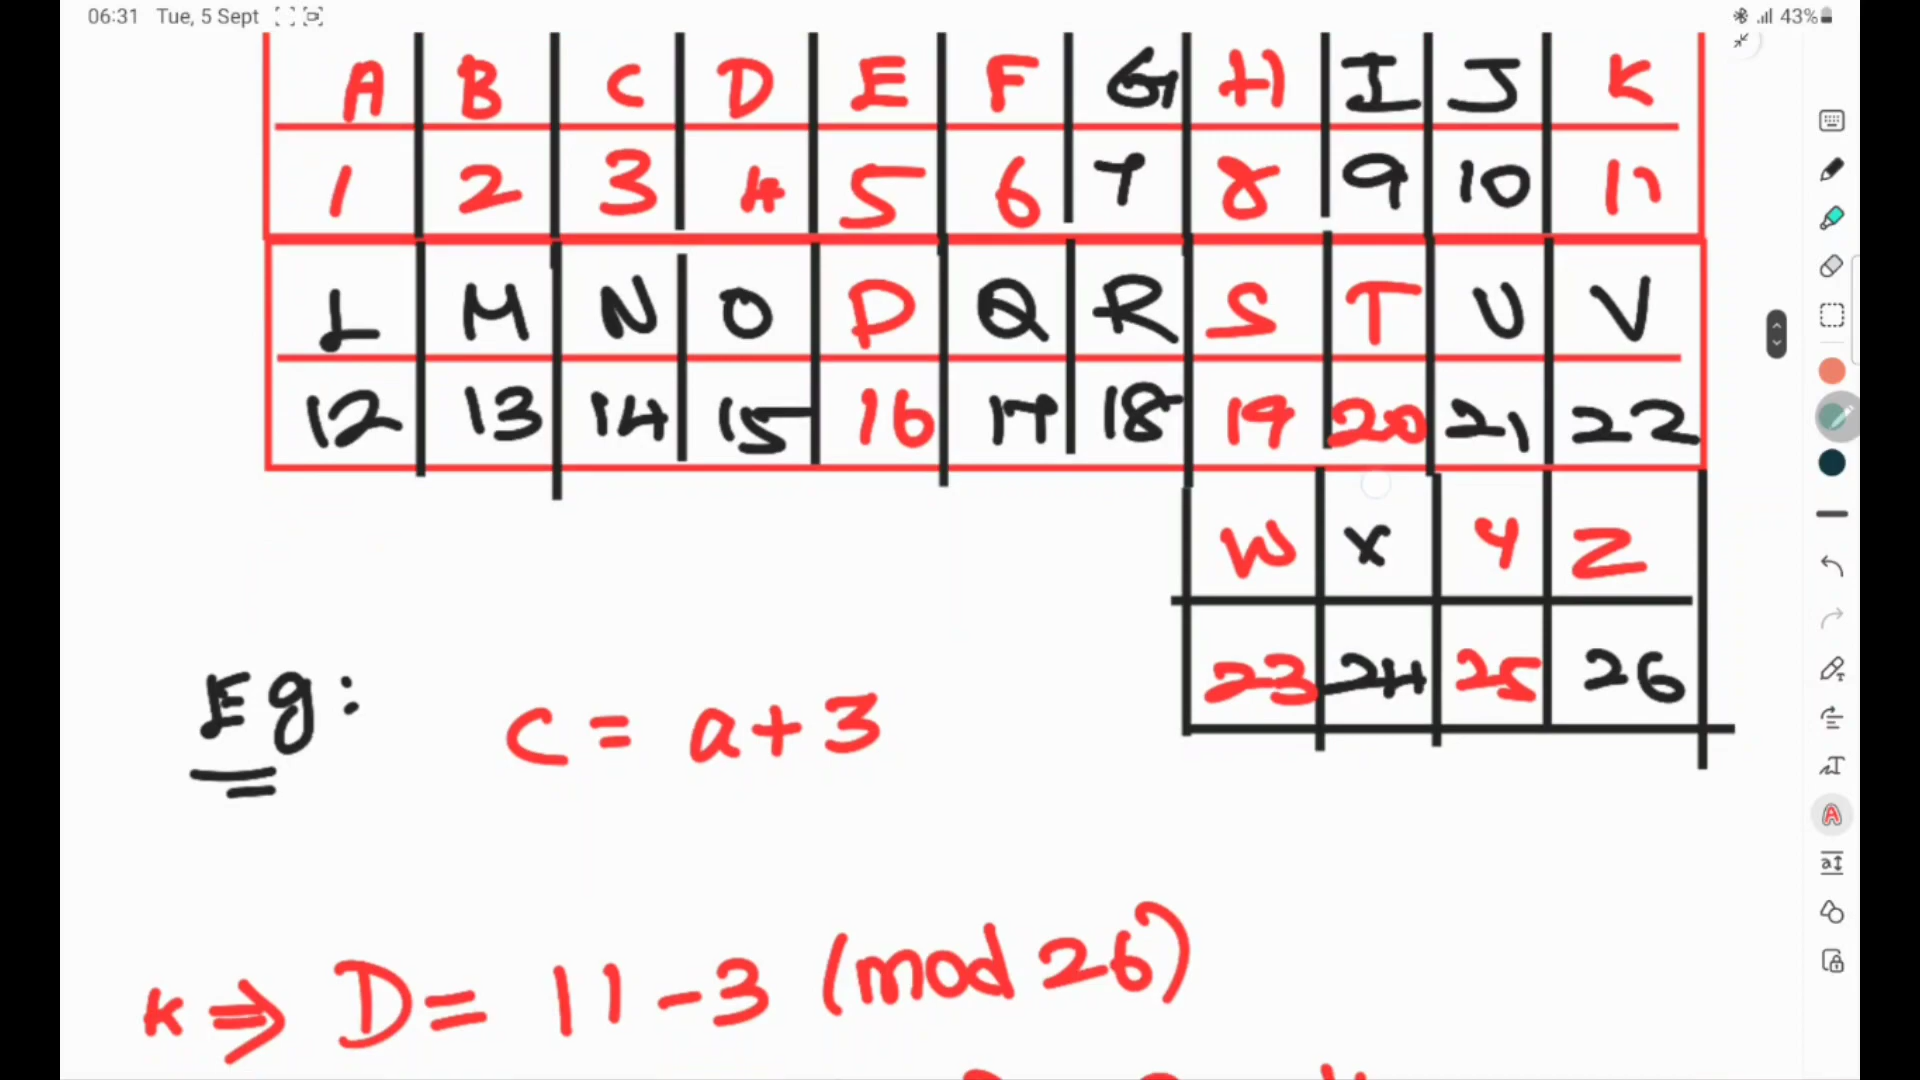 06:31 Tue, 5 Sept 43%
A B C D E F G H I J K
1 2 3 4 5 6 7 8 9 10 11
L M N O P Q R S T U V
12 13 14 15 16 17 18 19 20 21 22
W X Y Z
23 24 25 26
Eg: C = a + 3
K ⇒ D = 11 - 3 (mod 26)